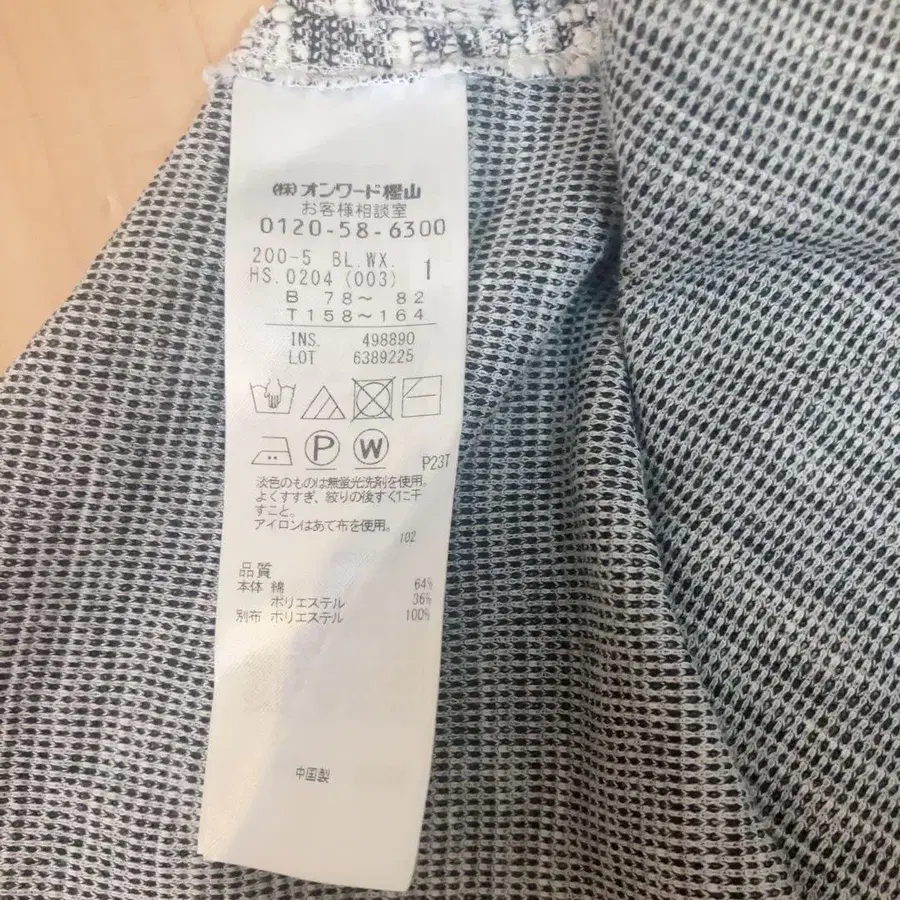 (株)オンワード樫山
お客様相談室
0120-58-6300
200-5 BL.WX.
HS.0204 (003) 1
B 78〜 82
T158〜164
INS. 498890
LOT 6389225
P W
P23T
淡色のものは無蛍光洗剤を使用。
よくすすぎ、絞りの後すぐに干
すこと。
アイロンはあて布を使用。
102
品質
本体 綿 64%
ポリエステル 36%
別布 ポリエステル 100%
中国製